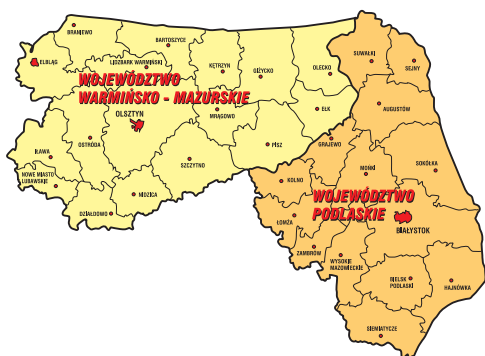 BRANIEWO
BARTOSZYCE
SUWAŁKI
ELBLĄG
LIDZBARK WARMIŃSKI
KĘTRZYN
GIŻYCKO
OLECKO
SEJNY
WOJEWÓDZTWO
WARMIŃSKO - MAZURSKIE
OLSZTYN
MRĄGOWO
EŁK
AUGUSTÓW
IŁAWA
OSTRÓDA
SZCZYTNO
PISZ
GRAJEWO
MOŃKI
SOKÓŁKA
NOWE MIASTO
LUBAWSKIE
NIDZICA
KOLNO
WOJEWÓDZTWO
PODLASKIE
DZIAŁDOWO
ŁOMŻA
BIAŁYSTOK
ZAMBRÓW
WYSOKIE
MAZOWIECKIE
BIELSK
PODLASKI
HAJNÓWKA
SIEMIATYCZE